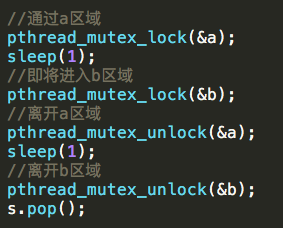 //通过a区域
pthread_mutex_lock(&a);
sleep(1);
//即将进入b区域
pthread_mutex_lock(&b);
//离开a区域
pthread_mutex_unlock(&a);
sleep(1);
//离开b区域
pthread_mutex_unlock(&b);
s.pop();